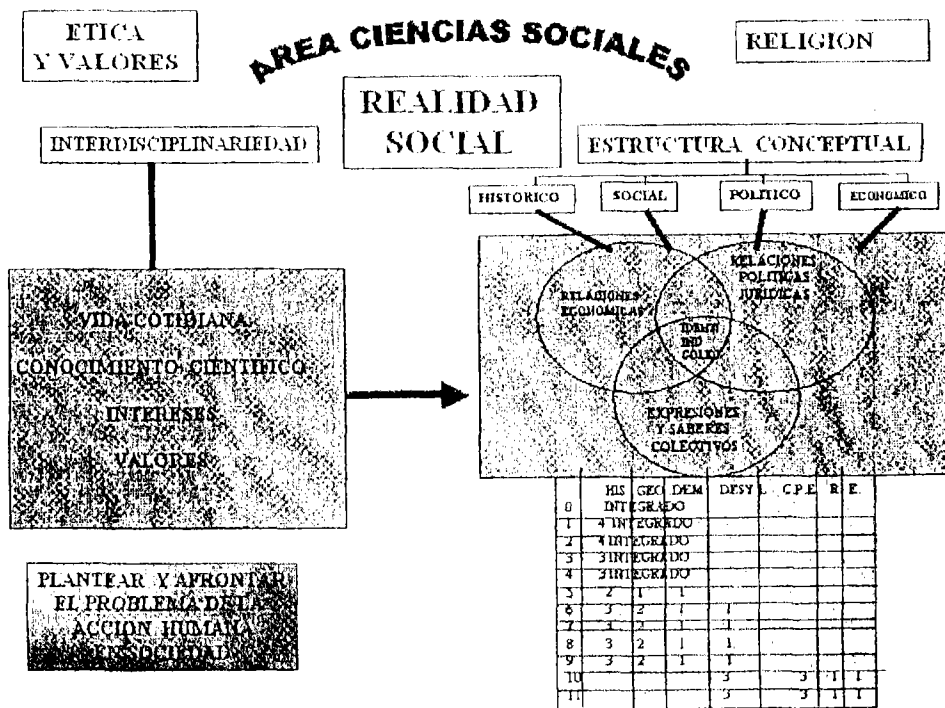 ETICA
Y VALORES
AREA CIENCIAS SOCIALES
RELIGION
REALIDAD
SOCIAL
INTERDISCIPLINARIEDAD
ESTRUCTURA CONCEPTUAL
HISTORICO
SOCIAL
POLITICO
ECONOMICO
VIDA COTIDIANA
CONOCIMIENTO CIENTIFICO
INTERESES
VALORES
RELACIONES
ECONOMICAS
RELACIONES
POLITICAS
JURIDICAS
IND
EXPRESIONES
Y SABERES
COLECTIVOS
PLANTEAR Y AFRONTAR
EL PROBLEMA DE LA
ACCION HUMANA
EN SOCIEDAD
HIS GEO DEM DESY L C.P.E. R. E.
0 INTEGRADO
1 4 INTEGRADO
2 4 INTEGRADO
3 3 INTEGRADO
4 3 INTEGRADO
5 2 1 1
6 3 2 1 1
7 2 1 1
8 3 2 1 1
9 3 2 1 1
10 3 3 1 1
11 3 3 1 1